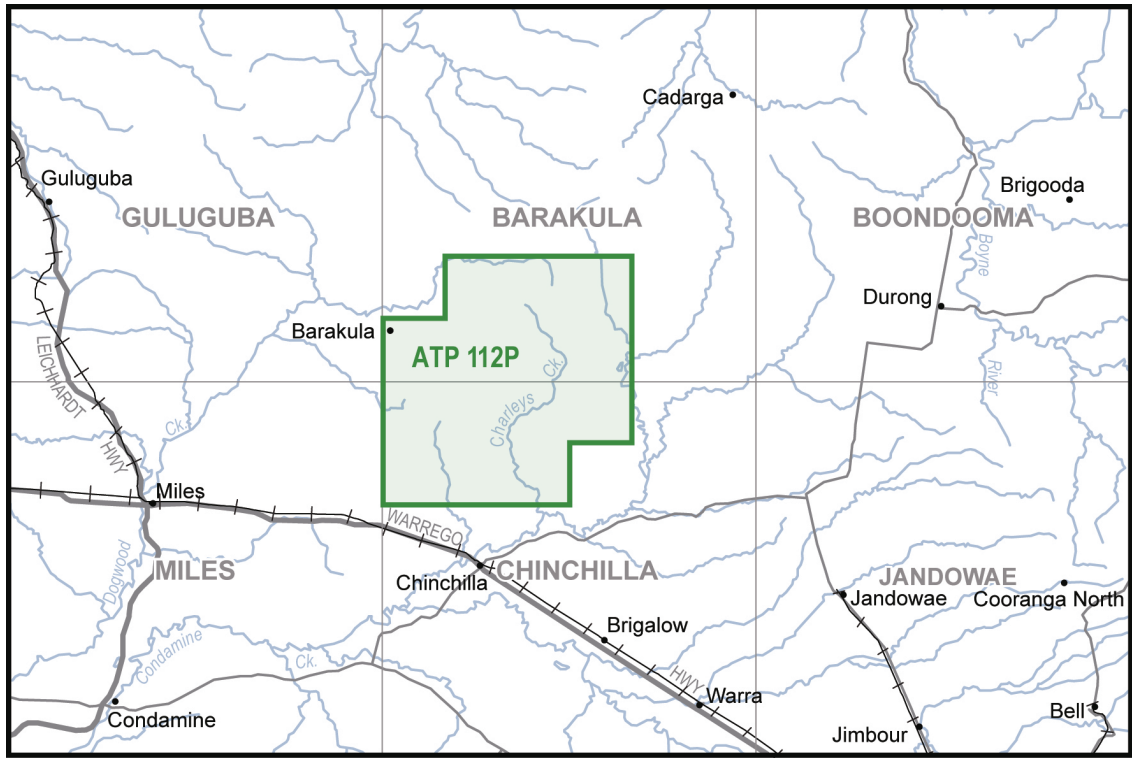 Cadarga
Guluguba
Brigooda
GULUGUBA
BARAKULA
BOONDOOMA
Boyne
Durong
Barakula
ATP 112P
LEICHHARDT
Ck.
River
Charleys
Ck.
HWY
Miles
WARREGO
Dogwood
MILES
Chinchilla
CHINCHILLA
JANDOWAE
Jandowae
Cooranga North
Brigalow
Condamine
Ck.
HWY
Warra
Condamine
Bell
Jimbour